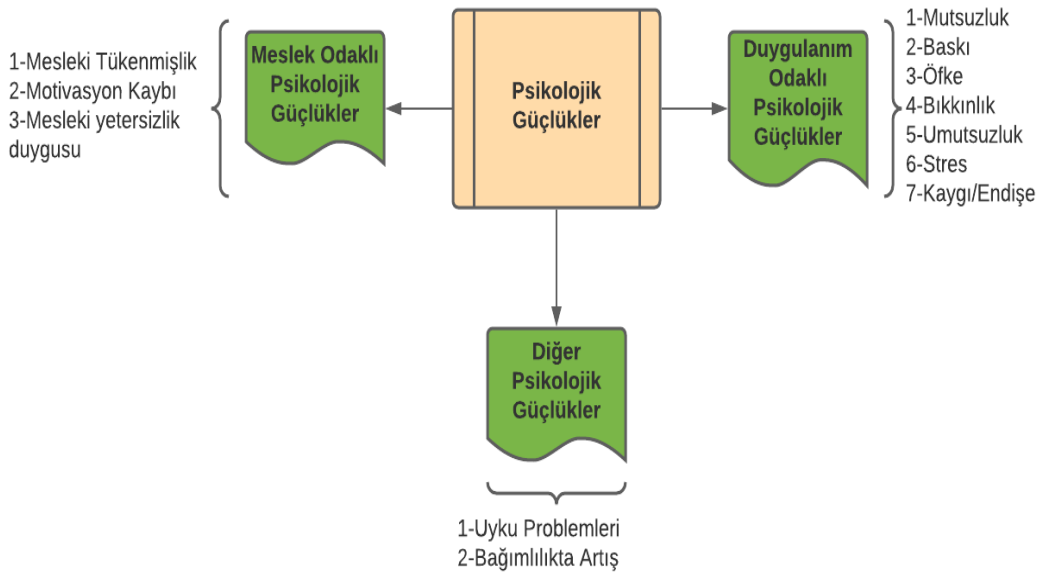 1-Mesleki Tükenmişlik
2-Motivasyon Kaybı
3-Mesleki yetersizlik
duygusu
Meslek Odaklı
Psikolojik
Güçlükler
Psikolojik
Güçlükler
Duygulanım
Odaklı
Psikolojik
Güçlükler
1-Mutsuzluk
2-Baskı
3-Öfke
4-Bıkkınlık
5-Umutsuzluk
6-Stres
7-Kaygı/Endişe
Diğer
Psikolojik
Güçlükler
1-Uyku Problemleri
2-Bağımlılıkta Artış